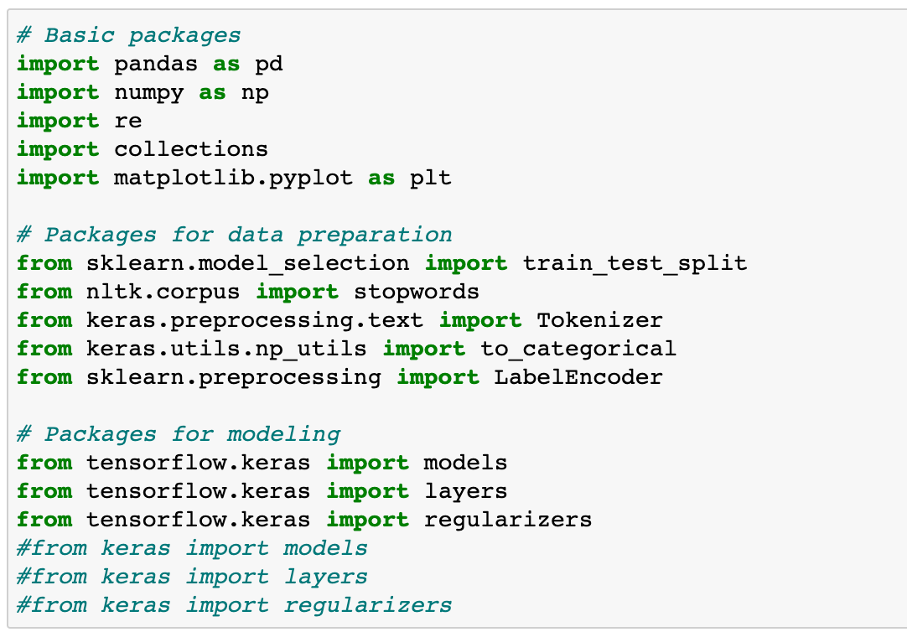 # Basic packages
import pandas as pd
import numpy as np
import re
import collections
import matplotlib.pyplot as plt
# Packages for data preparation
from sklearn.model_selection import train_test_split
from nltk.corpus import stopwords
from keras.preprocessing.text import Tokenizer
from keras.utils.np_utils import to_categorical
from sklearn.preprocessing import LabelEncoder
# Packages for modeling
from tensorflow.keras import models
from tensorflow.keras import layers
from tensorflow.keras import regularizers
#from keras import models
#from keras import layers
#from keras import regularizers